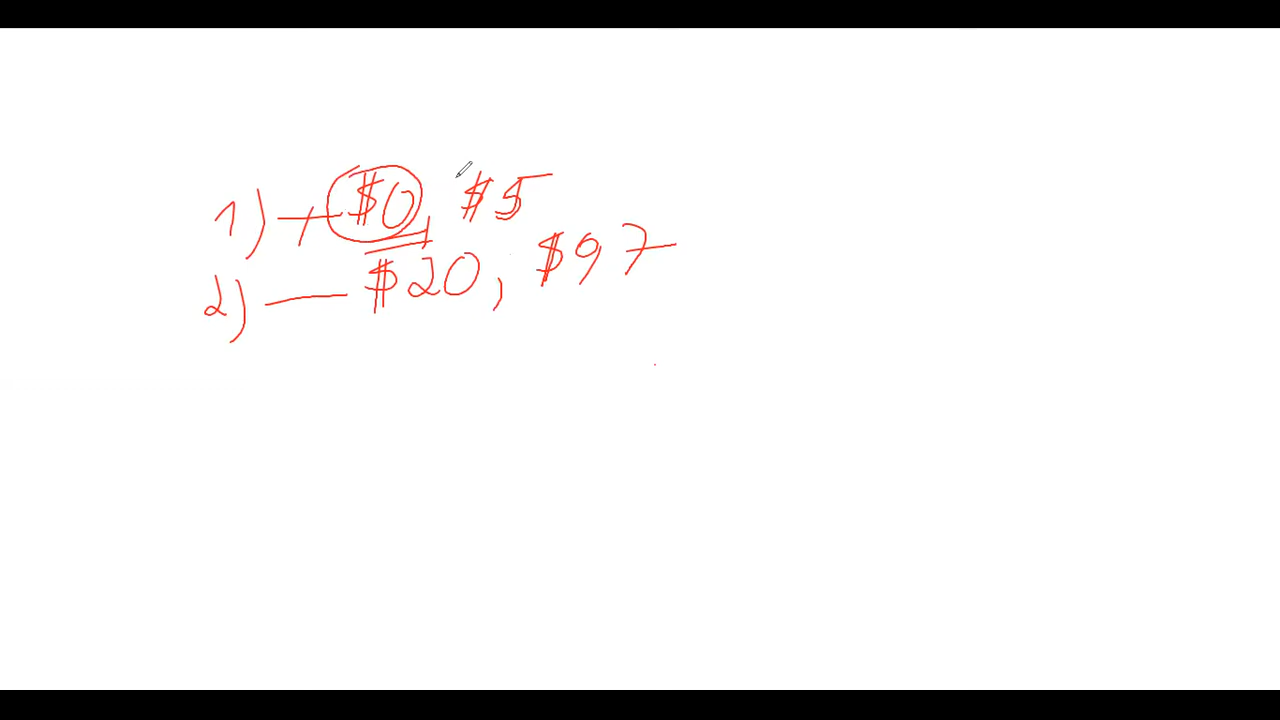 1) + $0, $5
2) — $20, $97